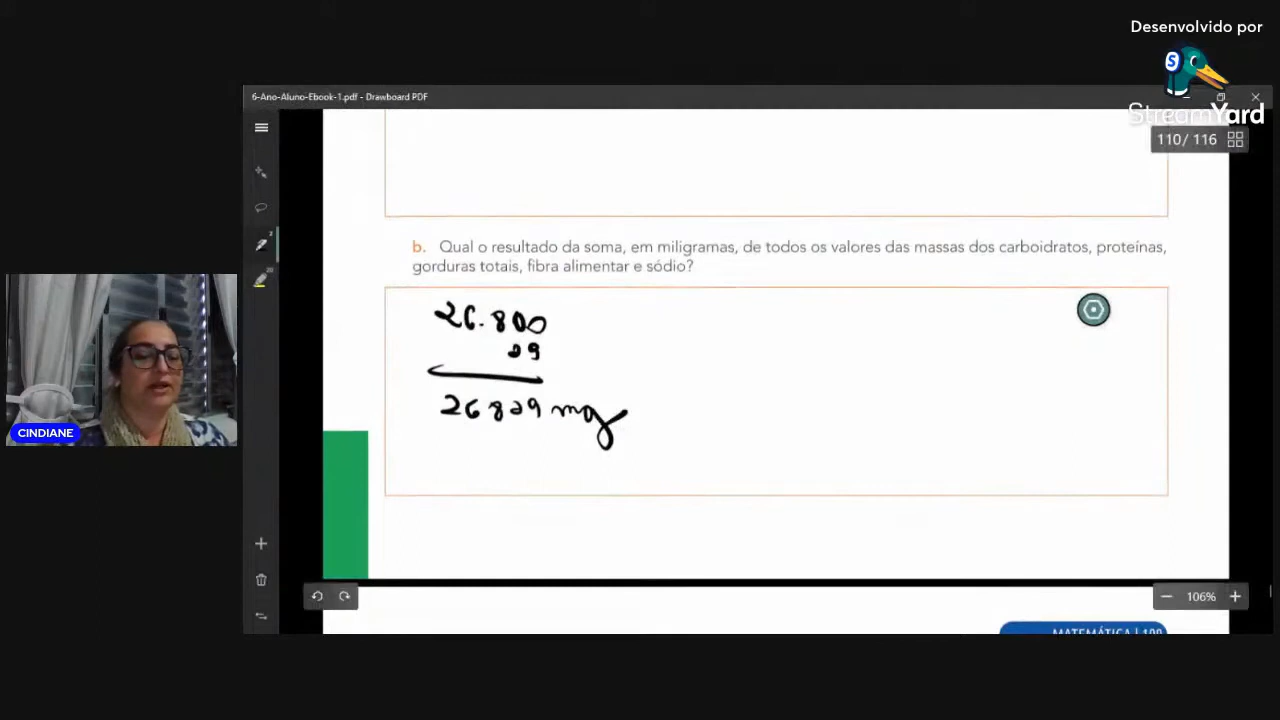 Desenvolvido por
S
StreamYard
6-Ano-Aluno-Ebook-1.pdf - Drawboard PDF
110/ 116
b. Qual o resultado da soma, em miligramas, de todos os valores das massas dos carboidratos, proteínas,
gorduras totais, fibra alimentar e sódio?
26.800
29
26829 mg
CINDIANE
106%
MATEMÁTICA | 109